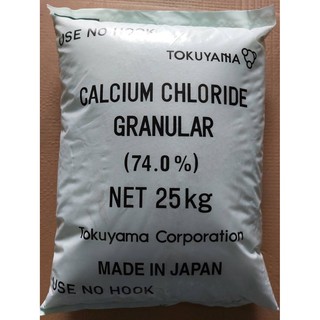 USE NO HOOK
TOKUYAMA
CALCIUM CHLORIDE
GRANULAR
(74.0%)
NET 25kg
Tokuyama Corporation
MADE IN JAPAN
USE NO HOOK